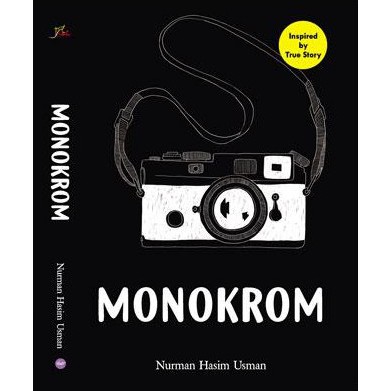 MONOKROM
Nurman Hasim Usman
Inspired
by
True Story
MONOKROM
Nurman Hasim Usman